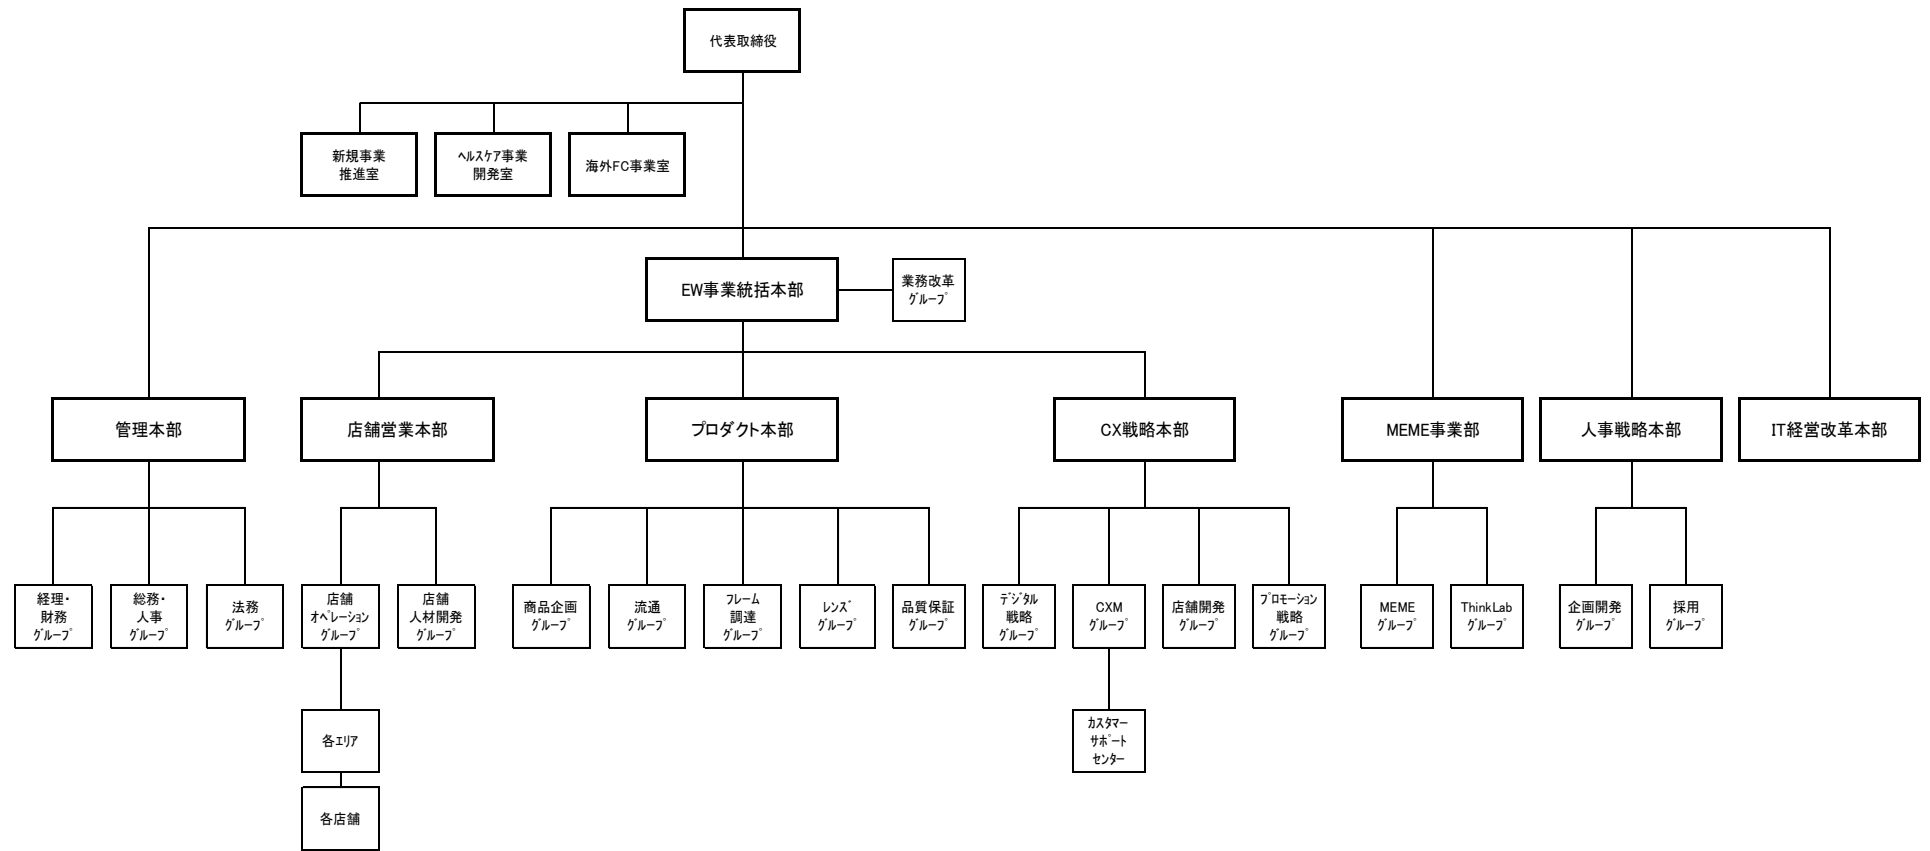 代表取締役
新規事業
推進室
ﾍﾙｽｹｱ事業
開発室
海外FC事業室
EW事業統括本部
業務改革
ｸﾞﾙｰﾌﾟ
管理本部
店舗営業本部
プロダクト本部
CX戦略本部
MEME事業部
人事戦略本部
IT経営改革本部
経理・
財務
ｸﾞﾙｰﾌﾟ
総務・
人事
ｸﾞﾙｰﾌﾟ
法務
ｸﾞﾙｰﾌﾟ
店舗
ｵﾍﾟﾚｰｼｮﾝ
ｸﾞﾙｰﾌﾟ
店舗
人材開発
ｸﾞﾙｰﾌﾟ
商品企画
ｸﾞﾙｰﾌﾟ
流通
ｸﾞﾙｰﾌﾟ
ﾌﾚｰﾑ
調達
ｸﾞﾙｰﾌﾟ
ﾚﾝｽﾞ
ｸﾞﾙｰﾌﾟ
品質保証
ｸﾞﾙｰﾌﾟ
ﾃﾞｼﾞﾀﾙ
戦略
ｸﾞﾙｰﾌﾟ
CXM
ｸﾞﾙｰﾌﾟ
店舗開発
ｸﾞﾙｰﾌﾟ
ﾌﾟﾛﾓｰｼｮﾝ
戦略
ｸﾞﾙｰﾌﾟ
MEME
ｸﾞﾙｰﾌﾟ
ThinkLab
ｸﾞﾙｰﾌﾟ
企画開発
ｸﾞﾙｰﾌﾟ
採用
ｸﾞﾙｰﾌﾟ
各ｴﾘｱ
ｶｽﾀﾏｰ
ｻﾎﾟｰﾄ
ｾﾝﾀｰ
各店舗